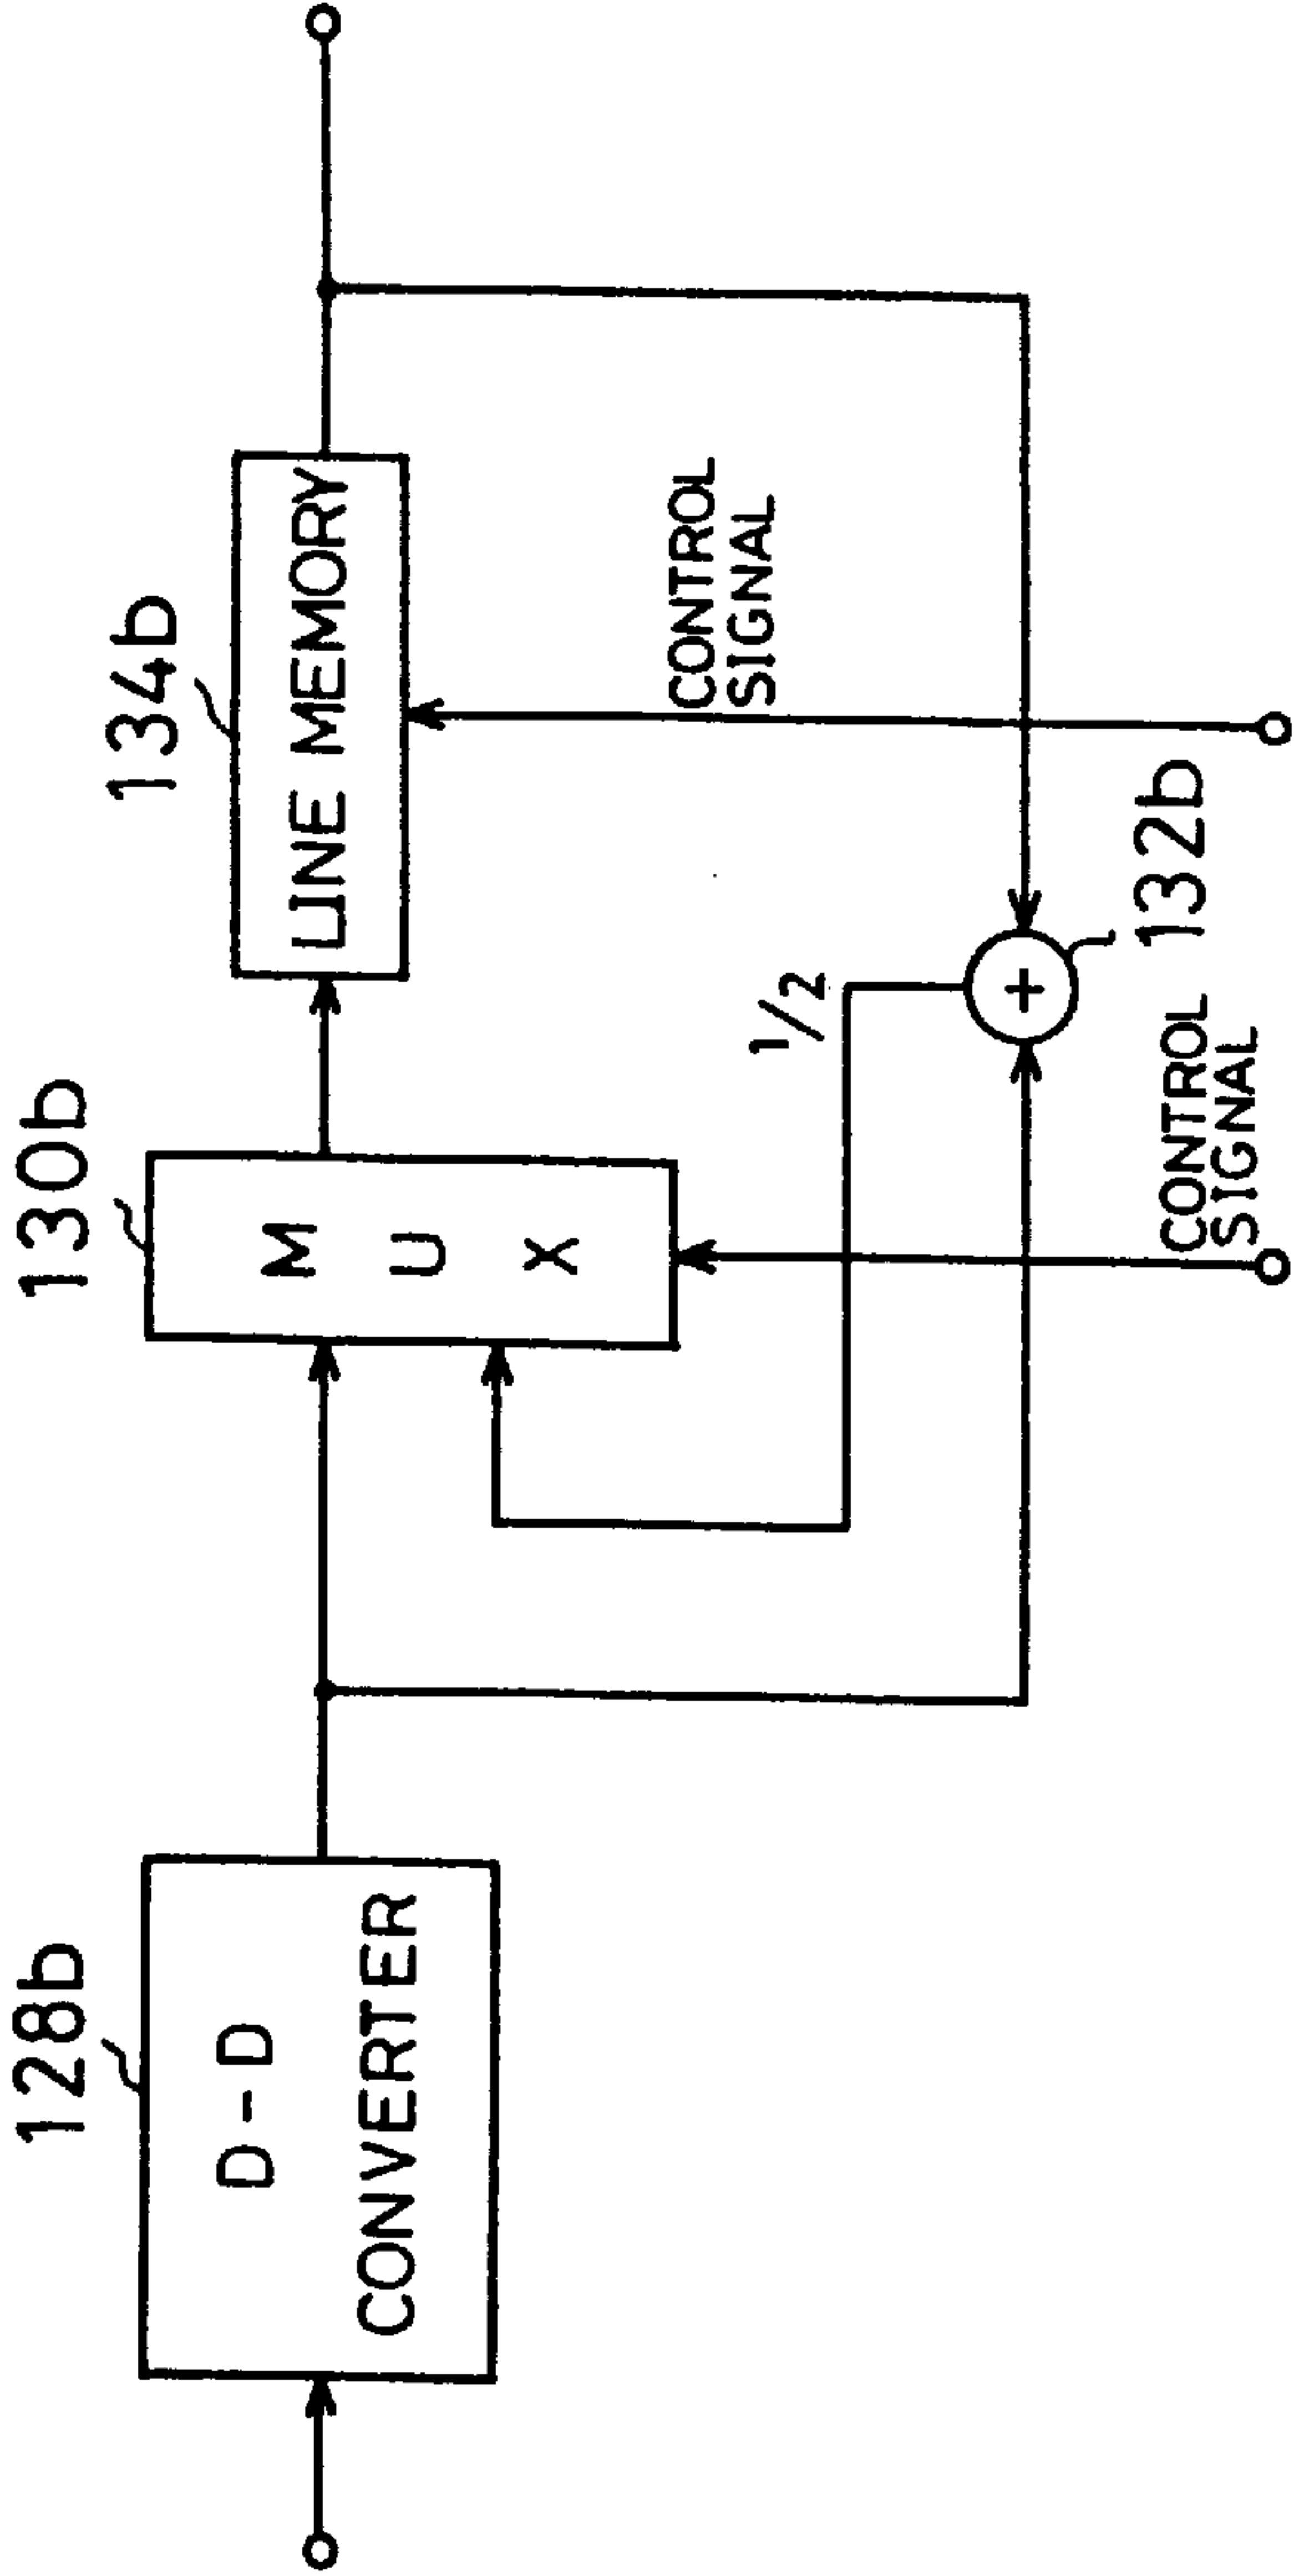 128b
D-D
CONVERTER
130b
M
U
X
134b
LINE MEMORY
CONTROL
SIGNAL
1/2
+
132b
CONTROL
SIGNAL